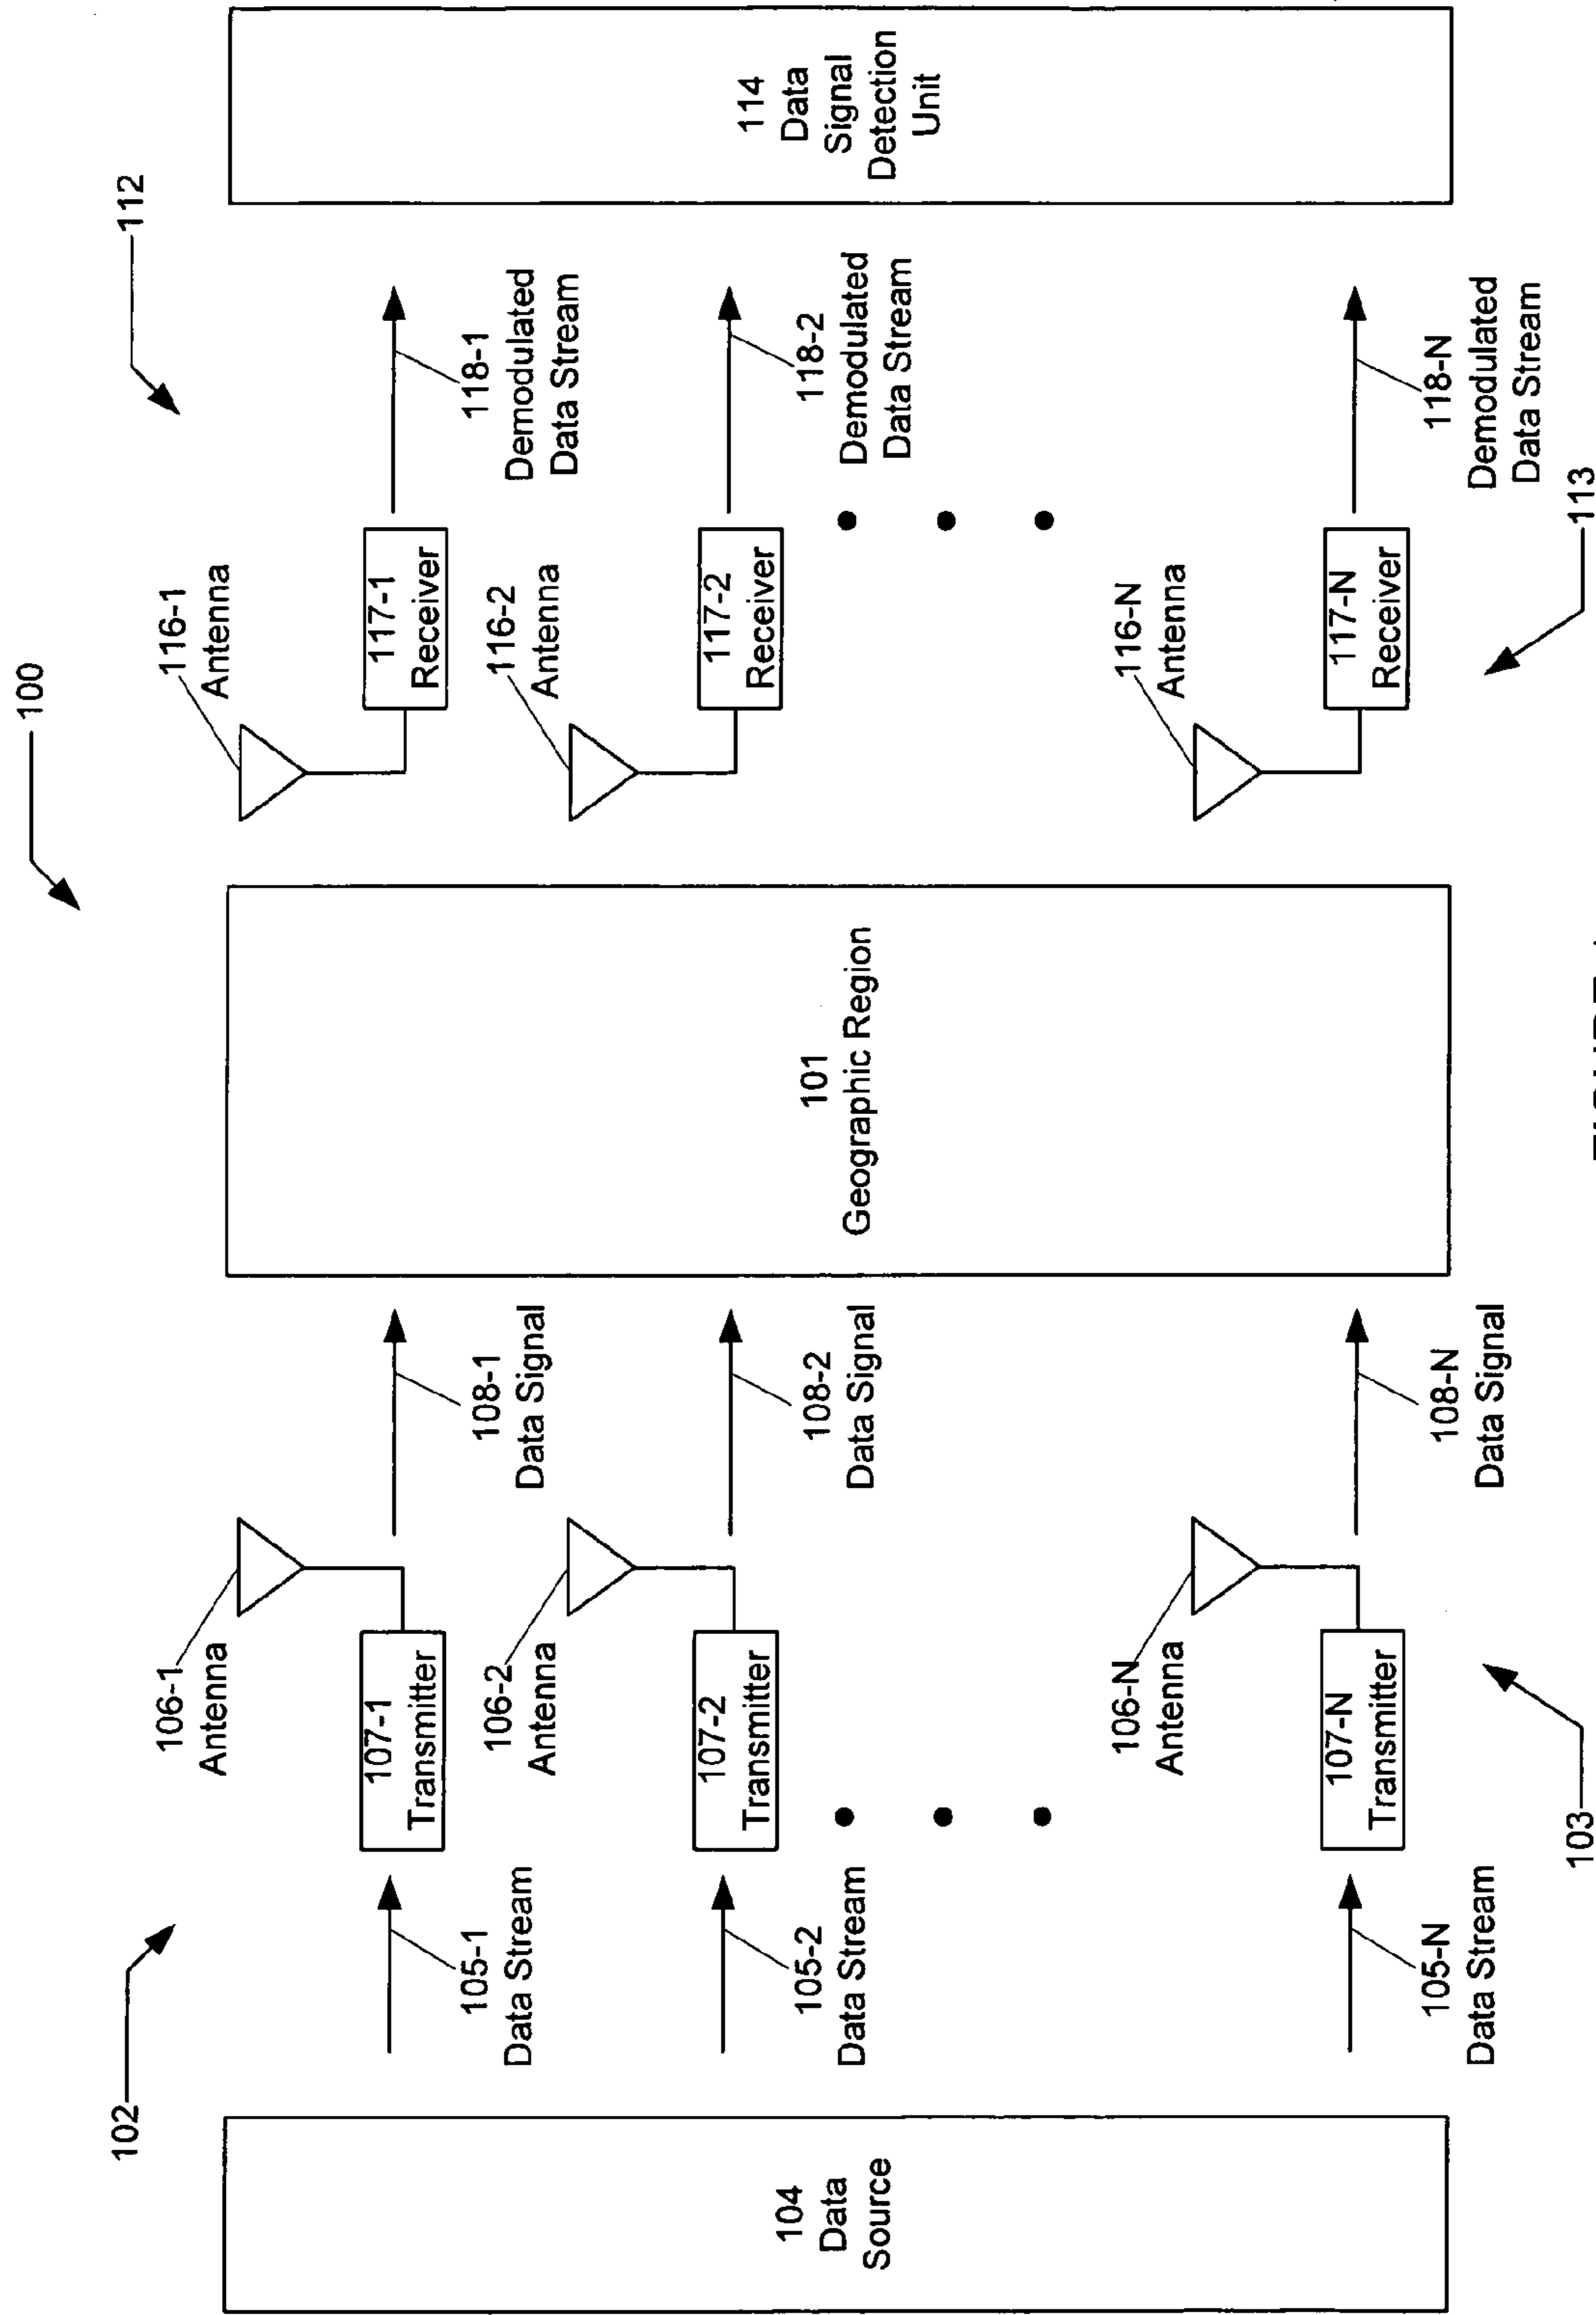 100
102
112
106-1
Antenna
116-1
Antenna
104
Data
Source
105-1
Data Stream
107-1
Transmitter
108-1
Data Signal
101
Geographic Region
117-1
Receiver
118-1
Demodulated
Data Stream
114
Data
Signal
Detection
Unit
106-2
Antenna
116-2
Antenna
105-2
Data Stream
107-2
Transmitter
108-2
Data Signal
117-2
Receiver
118-2
Demodulated
Data Stream
106-N
Antenna
116-N
Antenna
105-N
Data Stream
107-N
Transmitter
108-N
Data Signal
117-N
Receiver
118-N
Demodulated
Data Stream
103
113